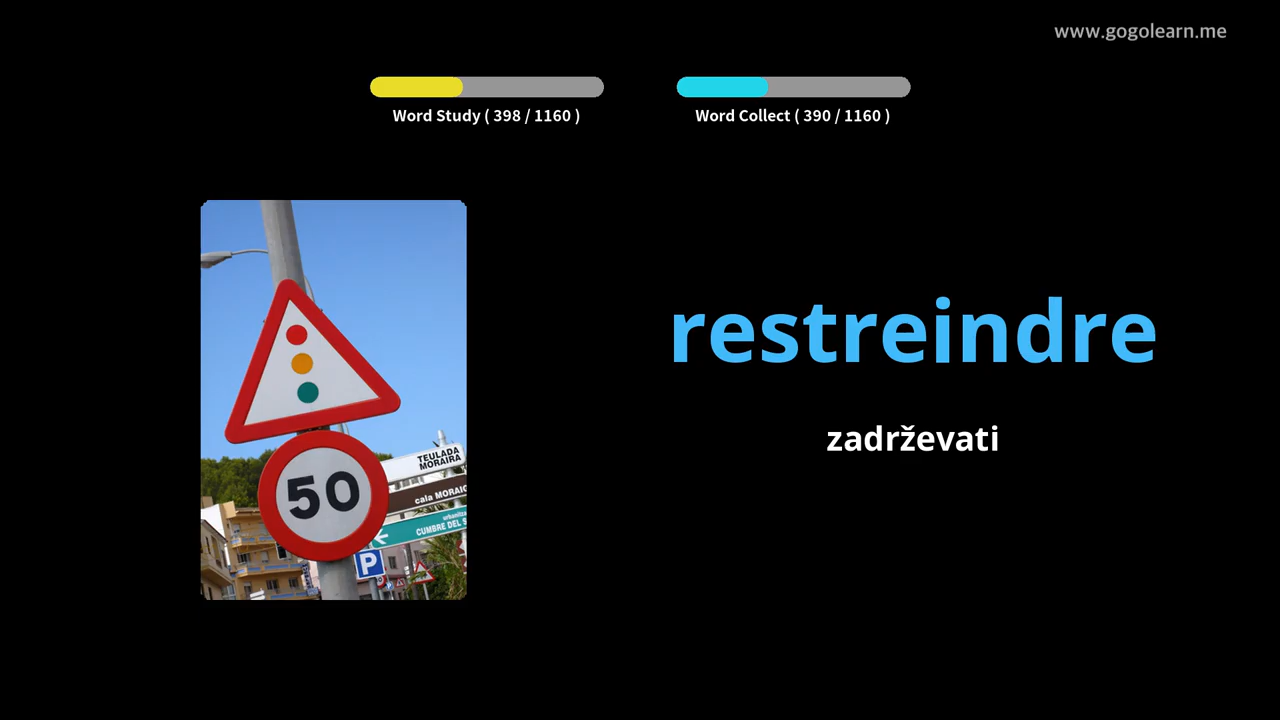 www.gogolearn.me
Word Study ( 398 / 1160 )
Word Collect ( 390 / 1160 )
restreindre
zadrževati
50
TEULADA
MORAIRA
cala
CUMBRE DEL
P